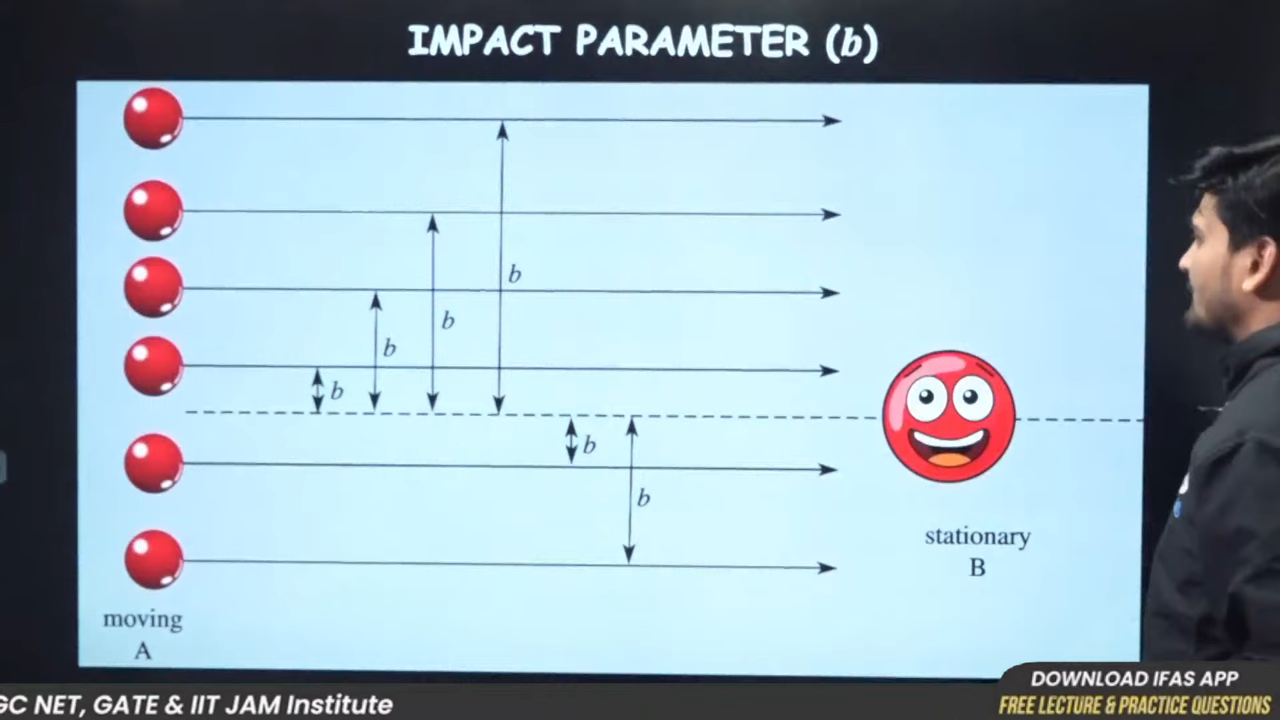 IMPACT PARAMETER (b)
b
b
b
b
b
b
stationary
B
moving
A
GC NET, GATE & IIT JAM Institute
DOWNLOAD IFAS APP
FREE LECTURE & PRACTICE QUESTIONS